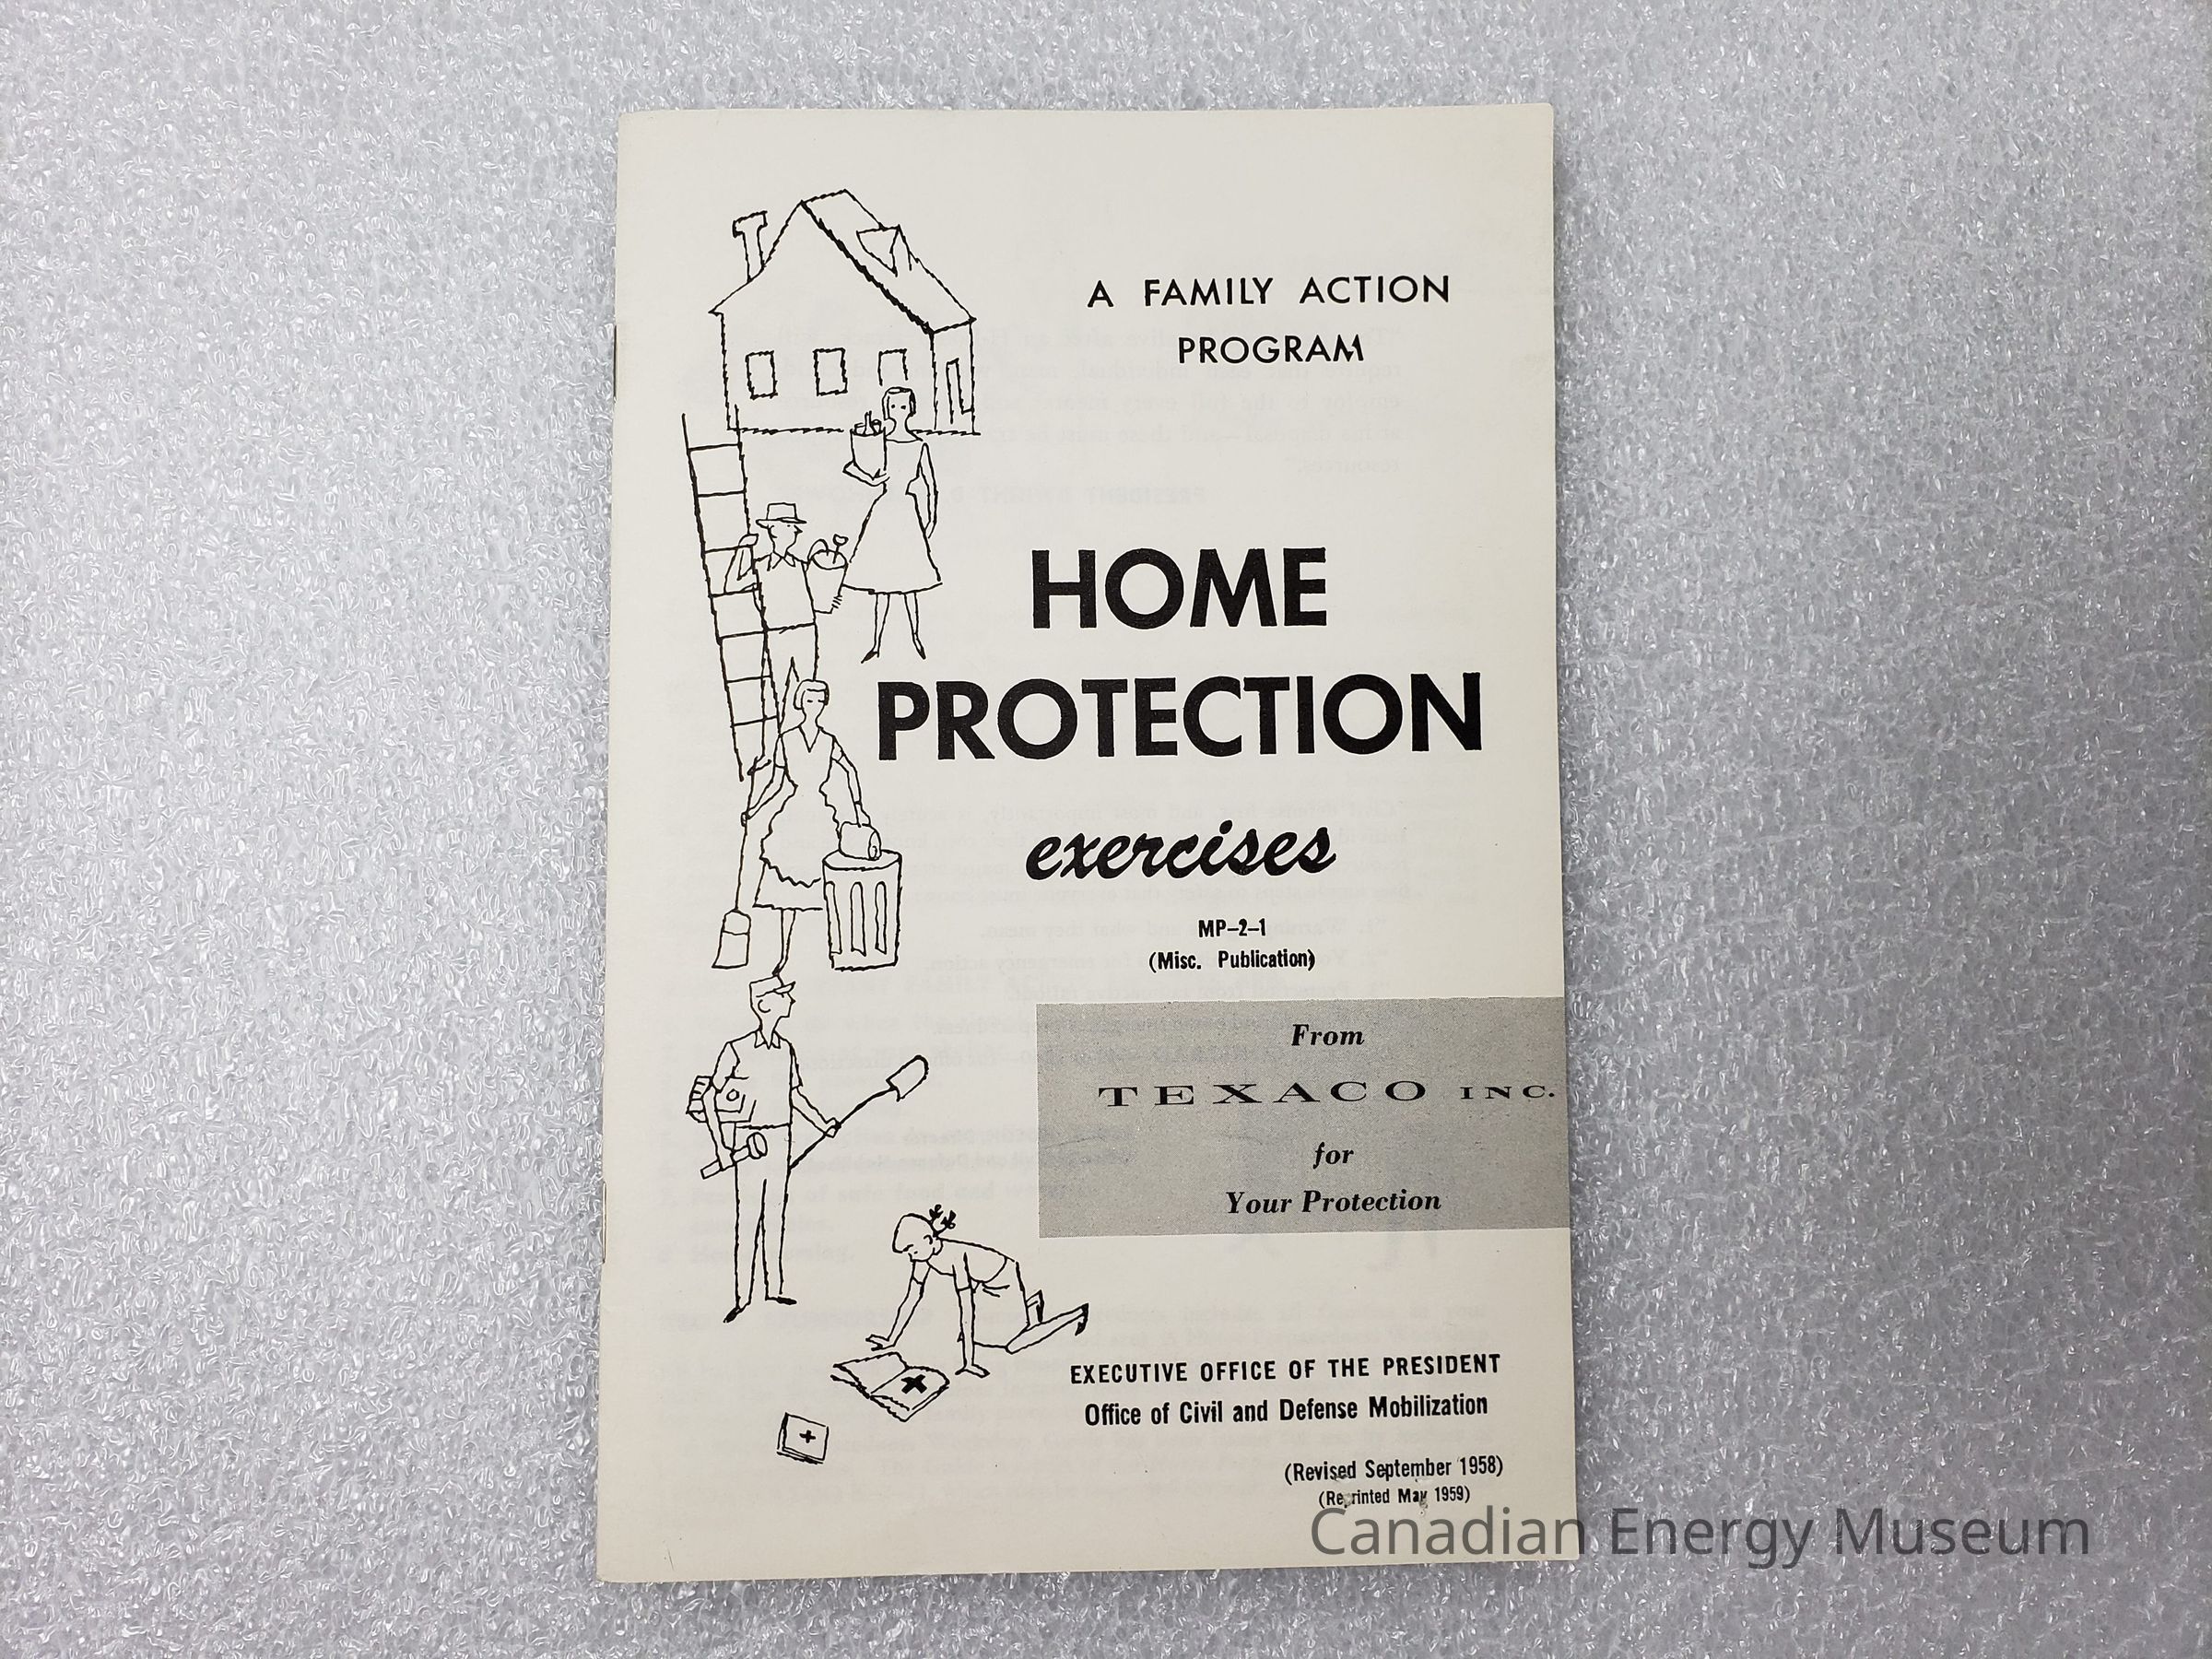 A FAMILY ACTION
PROGRAM
HOME
PROTECTION
exercises
MP-2-1
(Misc. Publication)
From
TEXACO INC.
for
Your Protection
EXECUTIVE OFFICE OF THE PRESIDENT
Office of Civil and Defense Mobilization
(Revised September 1958)
(Reprinted May 1959)
Canadian Energy Museum